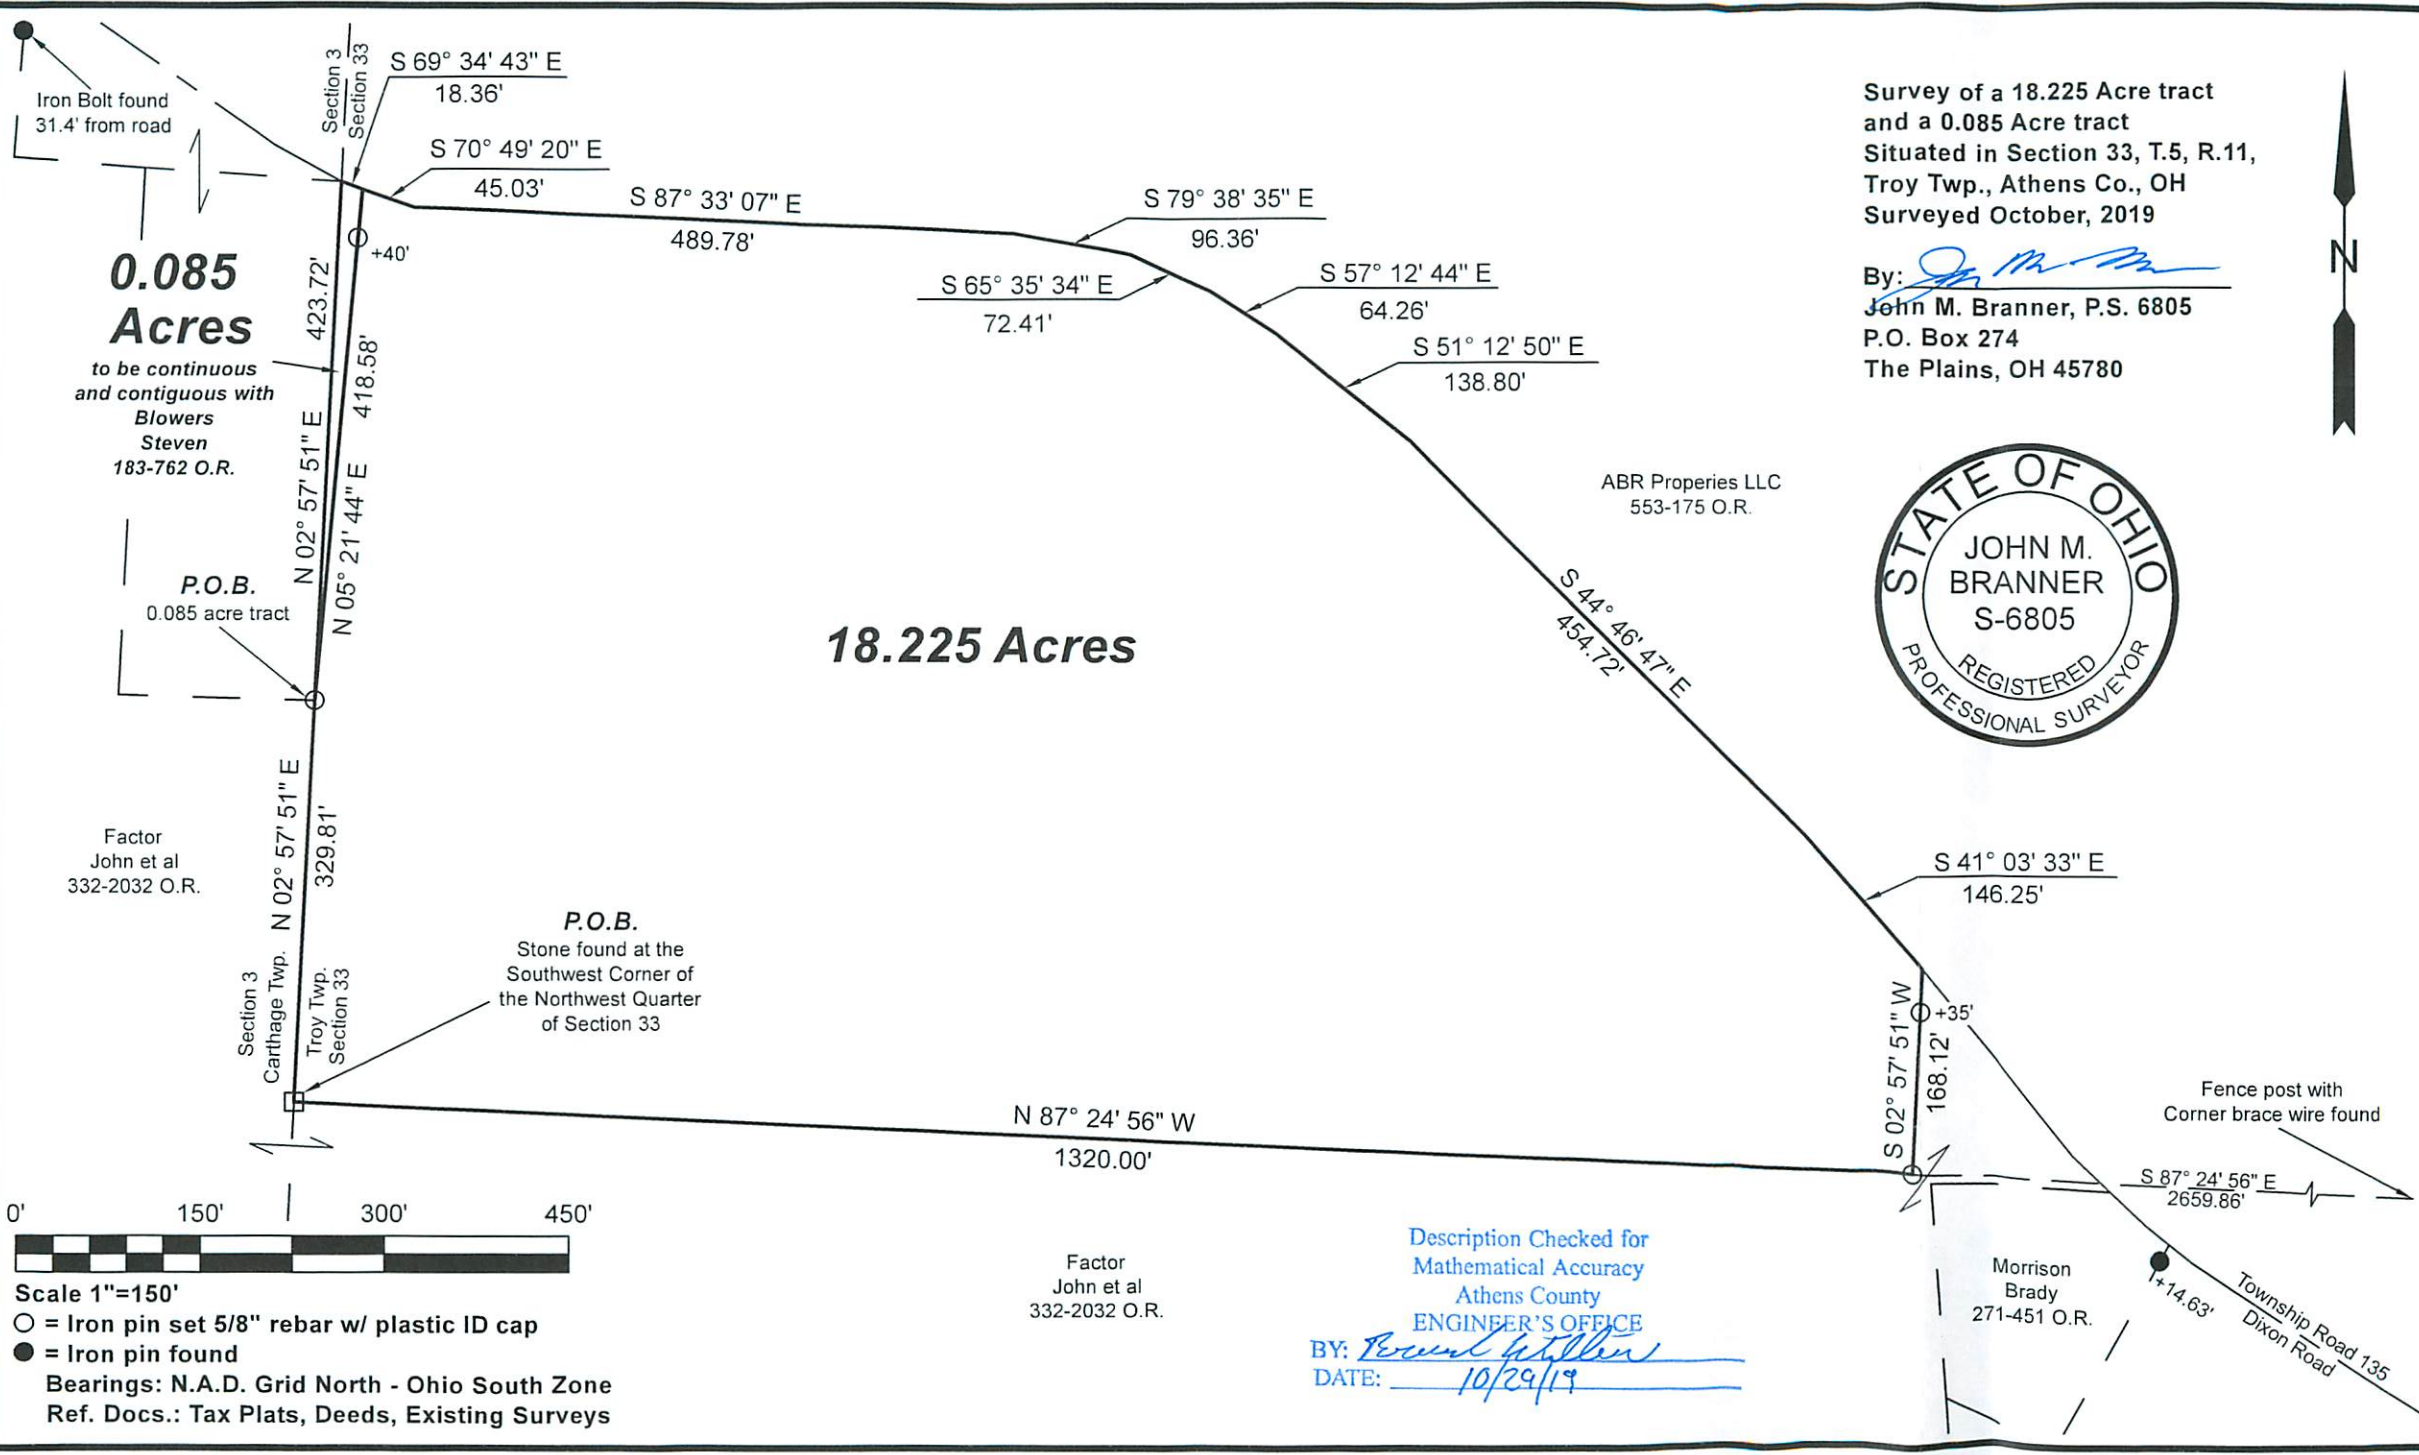 Iron Bolt found
31.4' from road
Section 3
Section 33
S 69° 34' 43" E
18.36'
S 70° 49' 20" E
45.03'
S 87° 33' 07" E
489.78'
S 79° 38' 35" E
96.36'
S 65° 35' 34" E
72.41'
S 57° 12' 44" E
64.26'
S 51° 12' 50" E
138.80'
S 44° 46' 47" E
454.72'
S 41° 03' 33" E
146.25'
Survey of a 18.225 Acre tract
and a 0.085 Acre tract
Situated in Section 33, T.5, R.11,
Troy Twp., Athens Co., OH
Surveyed October, 2019
By:
John M. Branner, P.S. 6805
P.O. Box 274
The Plains, OH 45780
N
STATE OF OHIO
JOHN M.
BRANNER
S-6805
REGISTERED
PROFESSIONAL SURVEYOR
ABR Properies LLC
553-175 O.R.
0.085
Acres
to be continuous
and contiguous with
Blowers
Steven
183-762 O.R.
N 02° 57' 51" E
423.72'
+40'
N 05° 21' 44" E
418.58'
P.O.B.
0.085 acre tract
18.225 Acres
N 02° 57' 51" E
329.81'
Factor
John et al
332-2032 O.R.
Section 3
Carthage Twp.
Troy Twp.
Section 33
P.O.B.
Stone found at the
Southwest Corner of
the Northwest Quarter
of Section 33
N 87° 24' 56" W
1320.00'
S 02° 57' 51" W
168.12'
+35'
Fence post with
Corner brace wire found
S 87° 24' 56" E
2659.86'
Morrison
Brady
271-451 O.R.
+14.63'
Township Road 135
Dixon Road
Factor
John et al
332-2032 O.R.
Description Checked for
Mathematical Accuracy
Athens County
ENGINEER'S OFFICE
BY:
DATE: 10/29/19
0' 150' 300' 450'
Scale 1"=150'
= Iron pin set 5/8" rebar w/ plastic ID cap
= Iron pin found
Bearings: N.A.D. Grid North - Ohio South Zone
Ref. Docs.: Tax Plats, Deeds, Existing Surveys